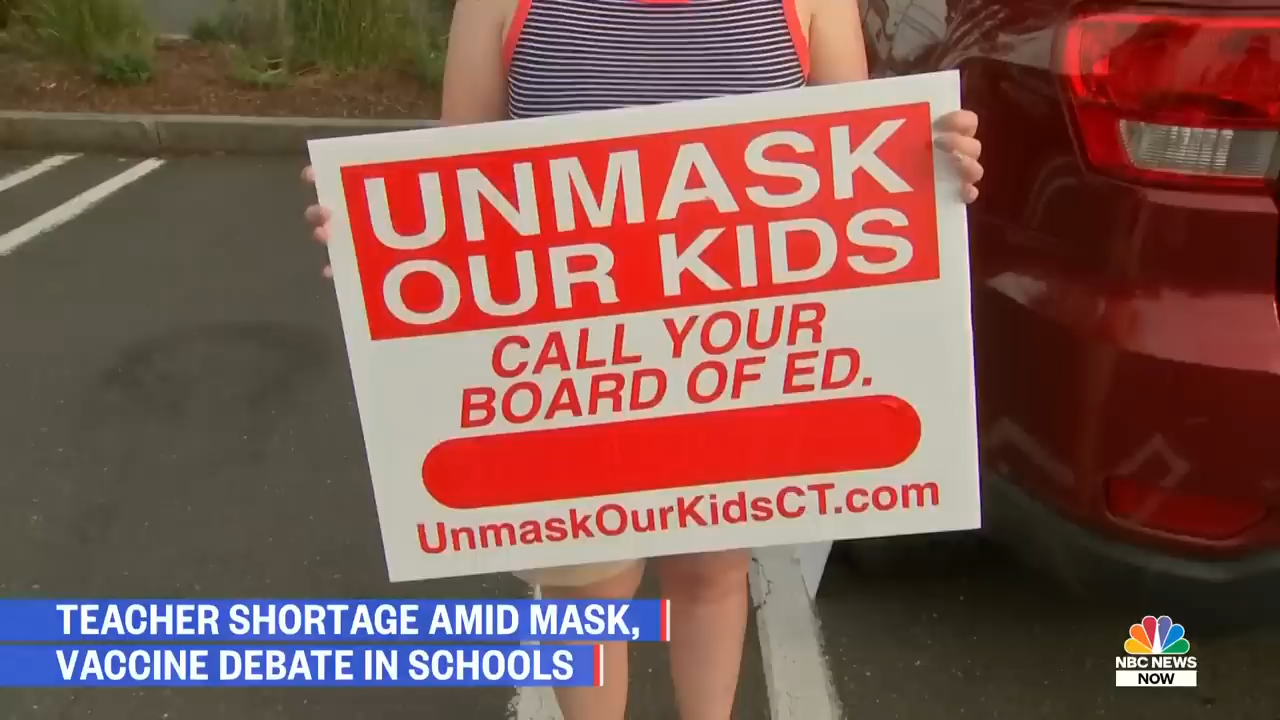 UNMASK
OUR KIDS
CALL YOUR
BOARD OF ED.
UnmaskOurKidsCT.com
TEACHER SHORTAGE AMID MASK,
VACCINE DEBATE IN SCHOOLS
NBC NEWS
NOW